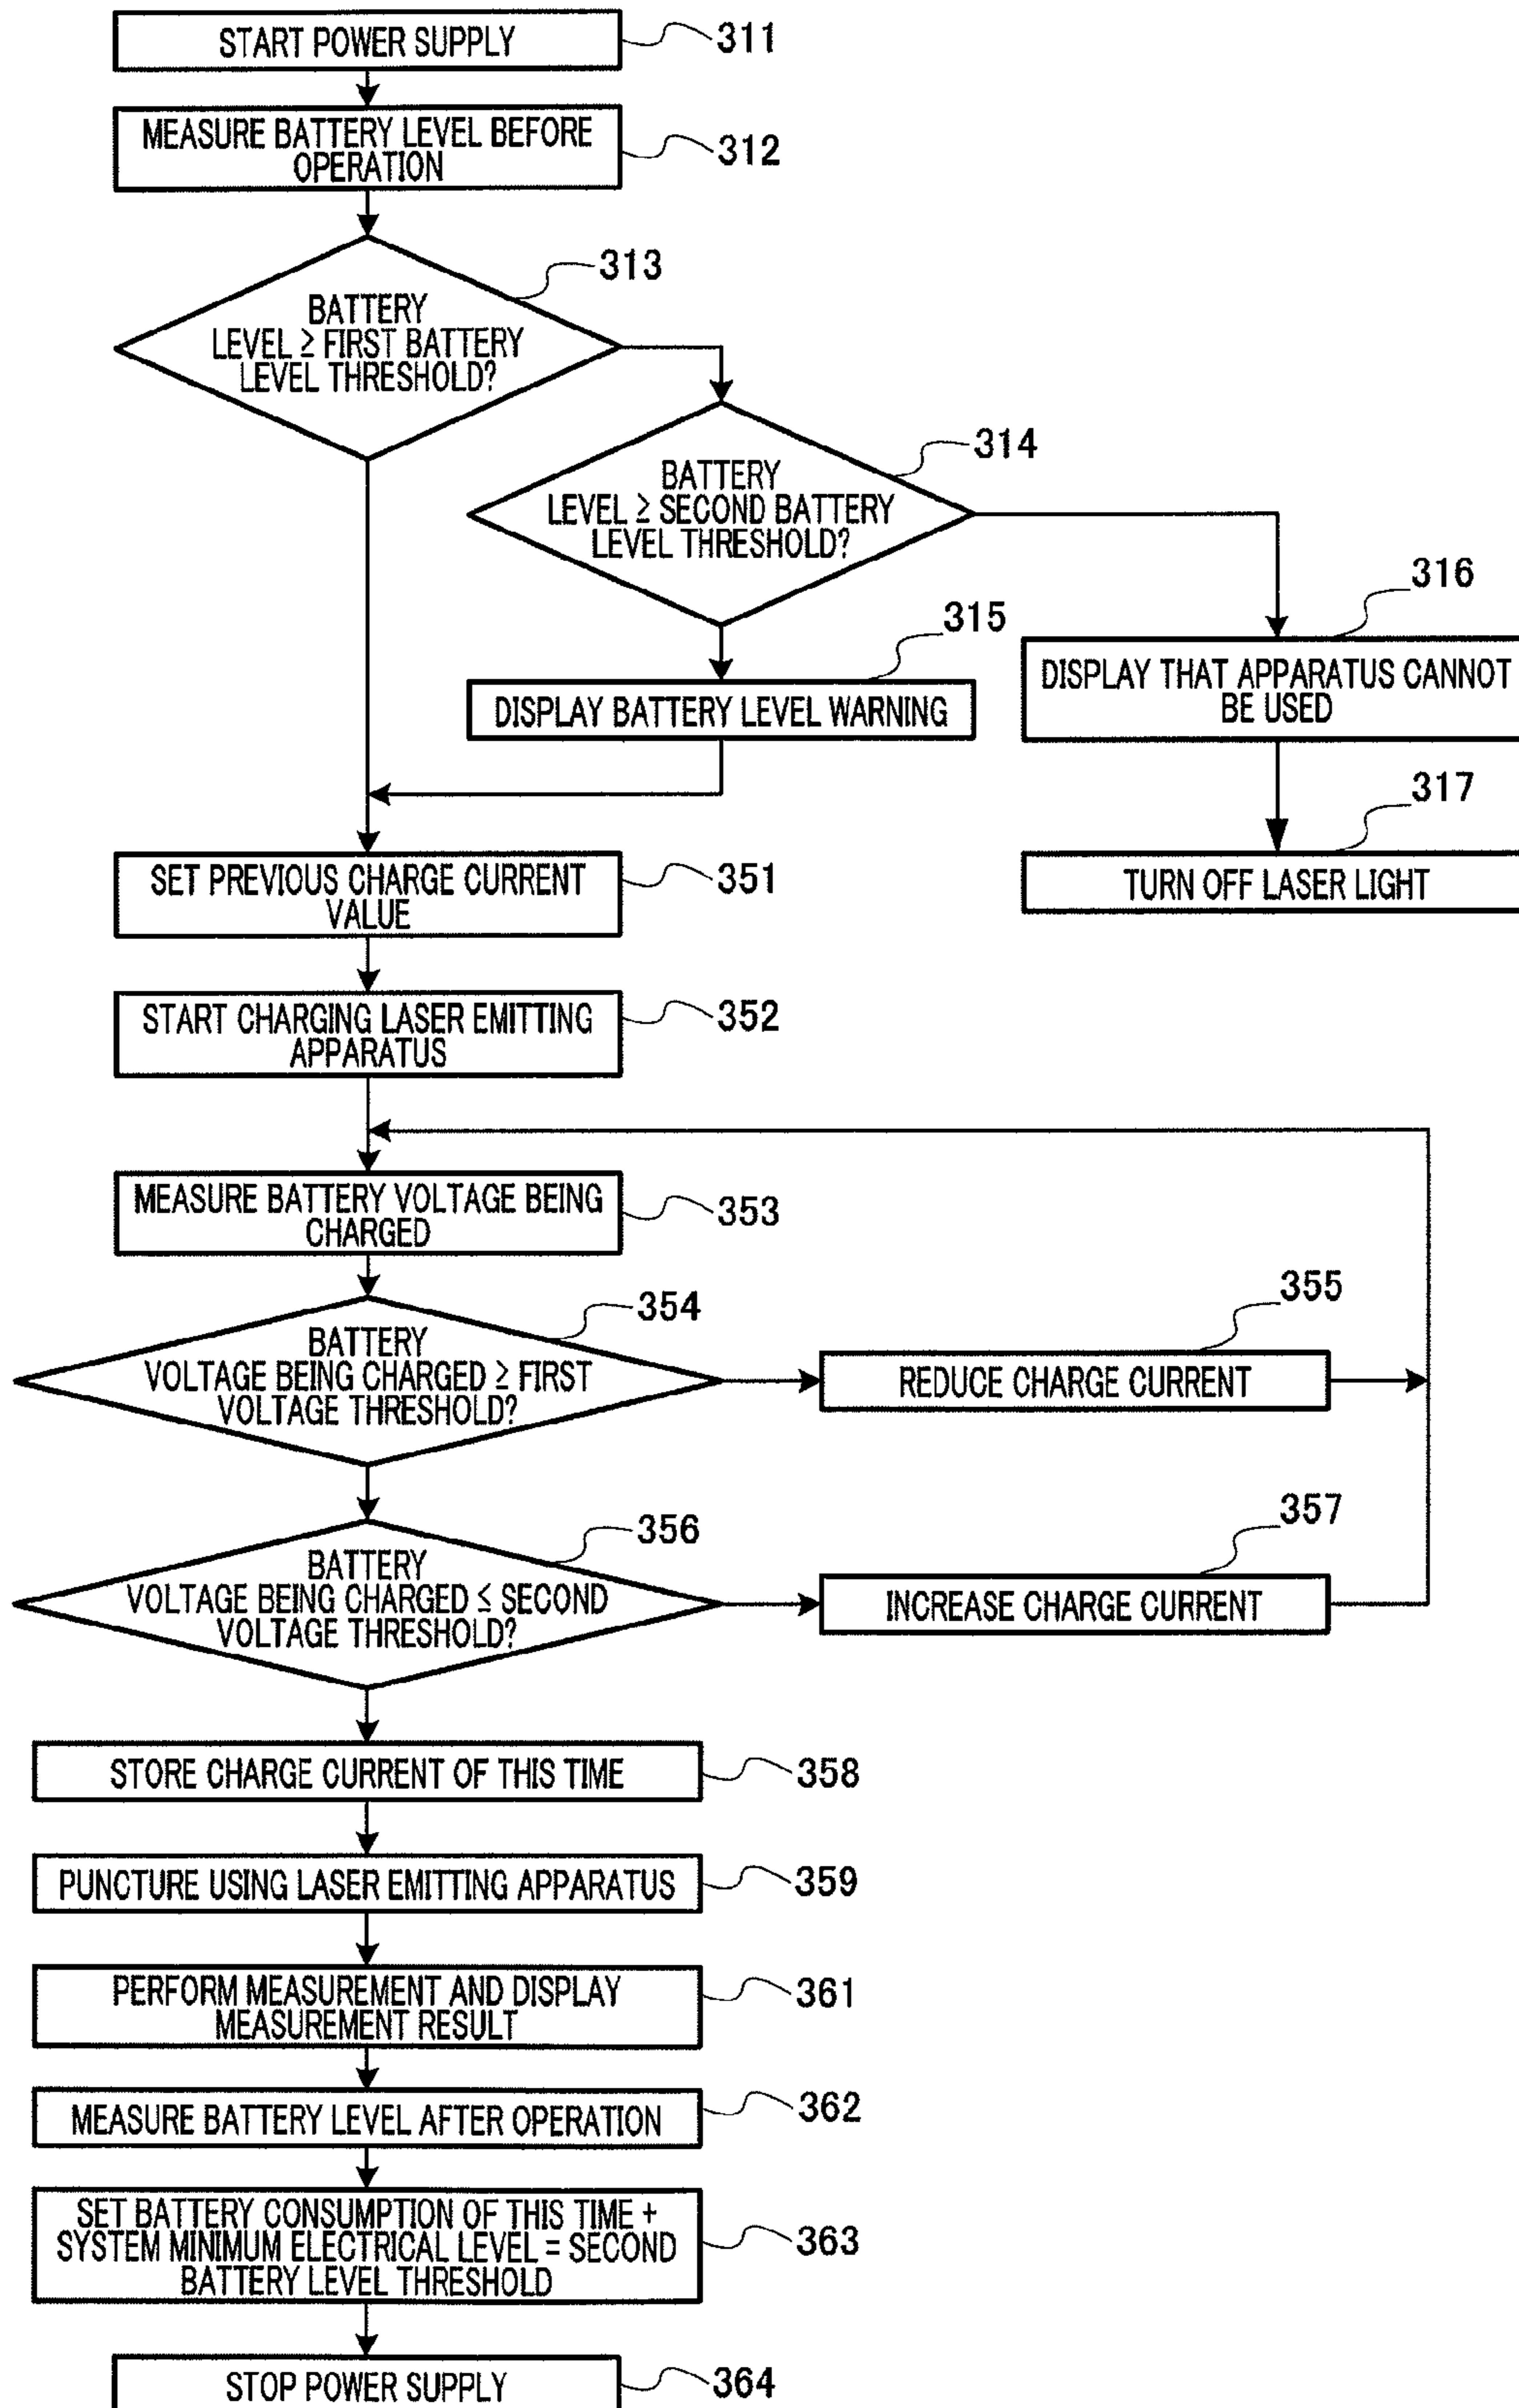 START POWER SUPPLY
311
MEASURE BATTERY LEVEL BEFORE
OPERATION
312
313
BATTERY
LEVEL ≥ FIRST BATTERY
LEVEL THRESHOLD?
314
BATTERY
LEVEL ≥ SECOND BATTERY
LEVEL THRESHOLD?
315
DISPLAY BATTERY LEVEL WARNING
316
DISPLAY THAT APPARATUS CANNOT
BE USED
317
TURN OFF LASER LIGHT
SET PREVIOUS CHARGE CURRENT
VALUE
351
START CHARGING LASER EMITTING
APPARATUS
352
MEASURE BATTERY VOLTAGE BEING
CHARGED
353
354
BATTERY
VOLTAGE BEING CHARGED ≥ FIRST
VOLTAGE THRESHOLD?
355
REDUCE CHARGE CURRENT
356
BATTERY
VOLTAGE BEING CHARGED ≤ SECOND
VOLTAGE THRESHOLD?
357
INCREASE CHARGE CURRENT
STORE CHARGE CURRENT OF THIS TIME
358
PUNCTURE USING LASER EMITTING APPARATUS
359
PERFORM MEASUREMENT AND DISPLAY
MEASUREMENT RESULT
361
MEASURE BATTERY LEVEL AFTER OPERATION
362
SET BATTERY CONSUMPTION OF THIS TIME +
SYSTEM MINIMUM ELECTRICAL LEVEL = SECOND
BATTERY LEVEL THRESHOLD
363
STOP POWER SUPPLY
364